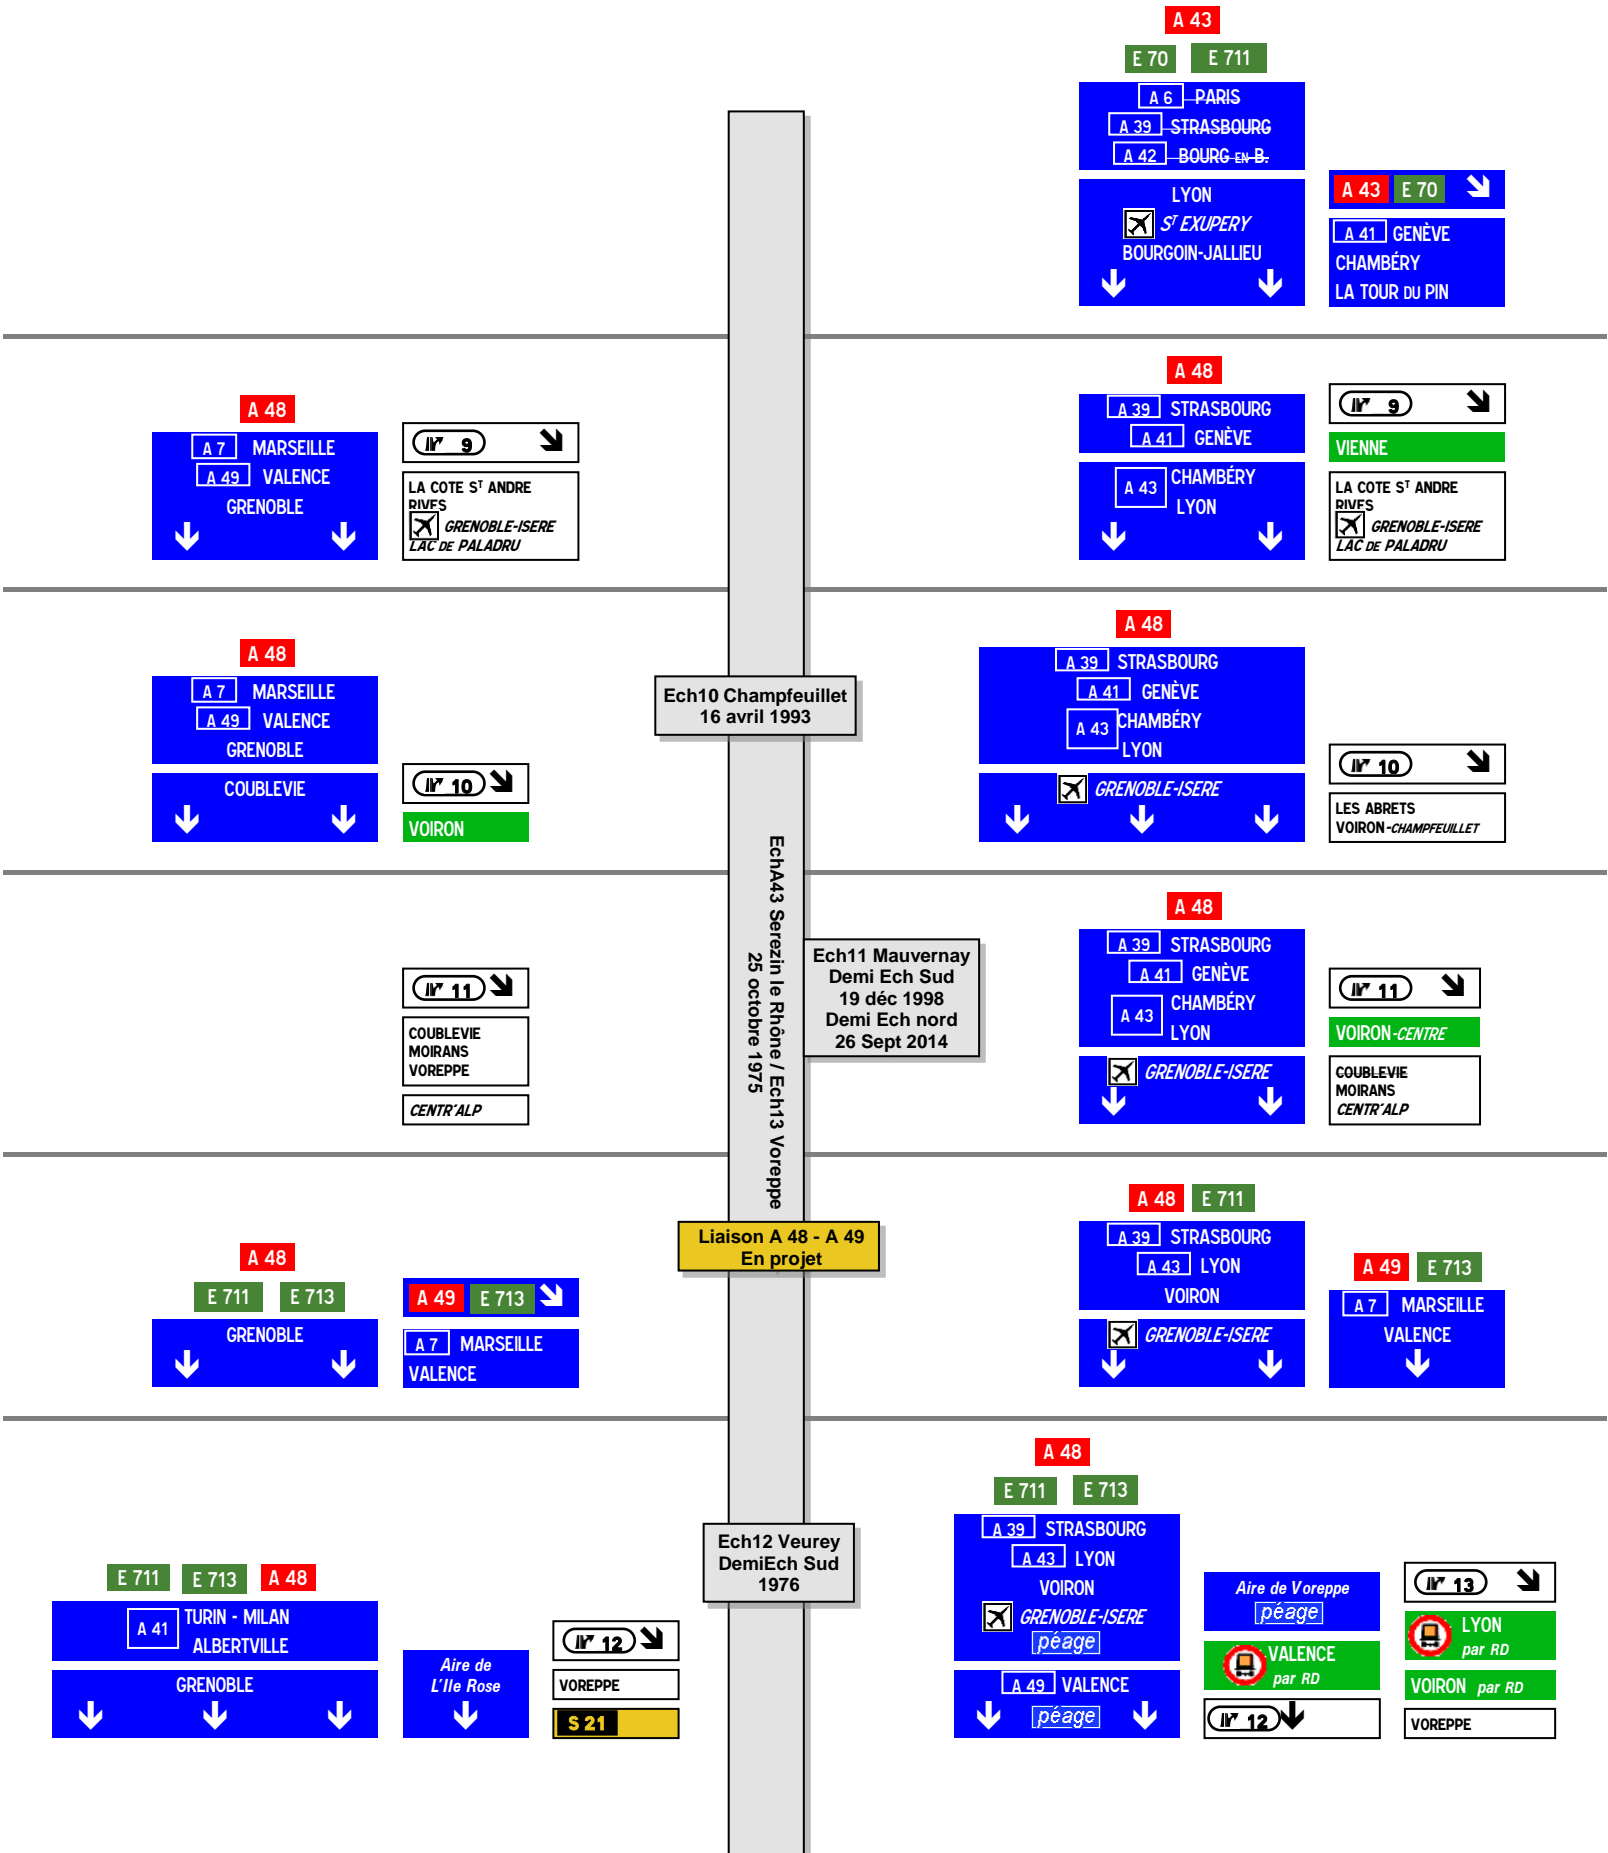 A 43
E 70 E 711
A 6 PARIS
A 39 STRASBOURG
A 42 BOURG EN B.
LYON
Sᵀ EXUPERY
BOURGOIN-JALLIEU
A 43 E 70
A 41 GENÈVE
CHAMBÉRY
LA TOUR DU PIN
A 48
A 7 MARSEILLE
A 49 VALENCE
GRENOBLE
9
LA COTE Sᵀ ANDRE
RIVES
GRENOBLE-ISERE
LAC DE PALADRU
A 48
A 39 STRASBOURG
A 41 GENÈVE
A 43 CHAMBÉRY
LYON
9
VIENNE
LA COTE Sᵀ ANDRE
RIVES
GRENOBLE-ISERE
LAC DE PALADRU
A 48
A 7 MARSEILLE
A 49 VALENCE
GRENOBLE
COUBLEVIE
10
VOIRON
Ech10 Champfeuillet
16 avril 1993
A 48
A 39 STRASBOURG
A 41 GENÈVE
A 43 CHAMBÉRY
LYON
GRENOBLE-ISERE
10
LES ABRETS
VOIRON-CHAMPFEUILLET
EchA43 Serezin le Rhône / Ech13 Voreppe
25 octobre 1975
11
COUBLEVIE
MOIRANS
VOREPPE
CENTR'ALP
Ech11 Mauvernay
Demi Ech Sud
19 déc 1998
Demi Ech nord
26 Sept 2014
A 48
A 39 STRASBOURG
A 41 GENÈVE
A 43 CHAMBÉRY
LYON
GRENOBLE-ISERE
11
VOIRON-CENTRE
COUBLEVIE
MOIRANS
CENTR'ALP
Liaison A 48 - A 49
En projet
A 48
E 711 E 713
GRENOBLE
A 49 E 713
A 7 MARSEILLE
VALENCE
A 48 E 711
A 39 STRASBOURG
A 43 LYON
VOIRON
GRENOBLE-ISERE
A 49 E 713
A 7 MARSEILLE
VALENCE
Ech12 Veurey
DemiEch Sud
1976
E 711 E 713 A 48
A 41 TURIN - MILAN
ALBERTVILLE
GRENOBLE
Aire de
L'Ile Rose
12
VOREPPE
S 21
A 48
E 711 E 713
A 39 STRASBOURG
A 43 LYON
VOIRON
GRENOBLE-ISERE
péage
A 49 VALENCE
péage
Aire de Voreppe
péage
VALENCE
par RD
12
13
LYON
par RD
VOIRON par RD
VOREPPE